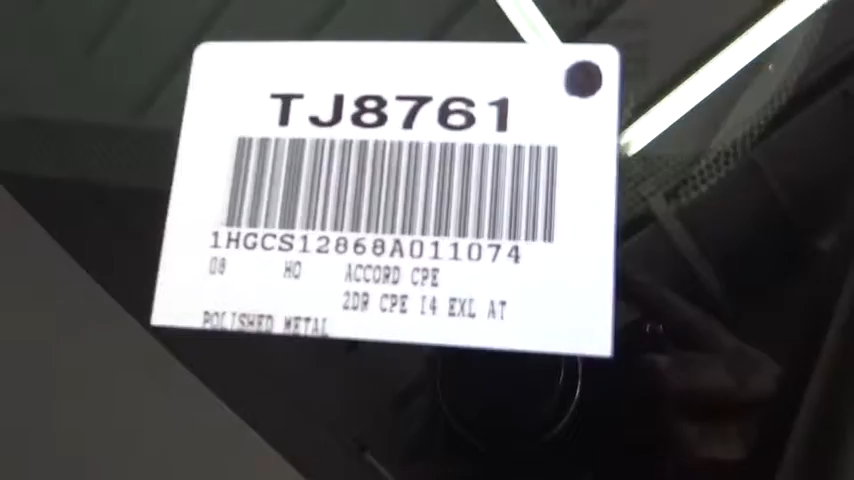 TJ8761
1HGCS12868A011074
08 HO ACCORD CPE
2DR CPE I4 EXL AT
POLISHED METAL